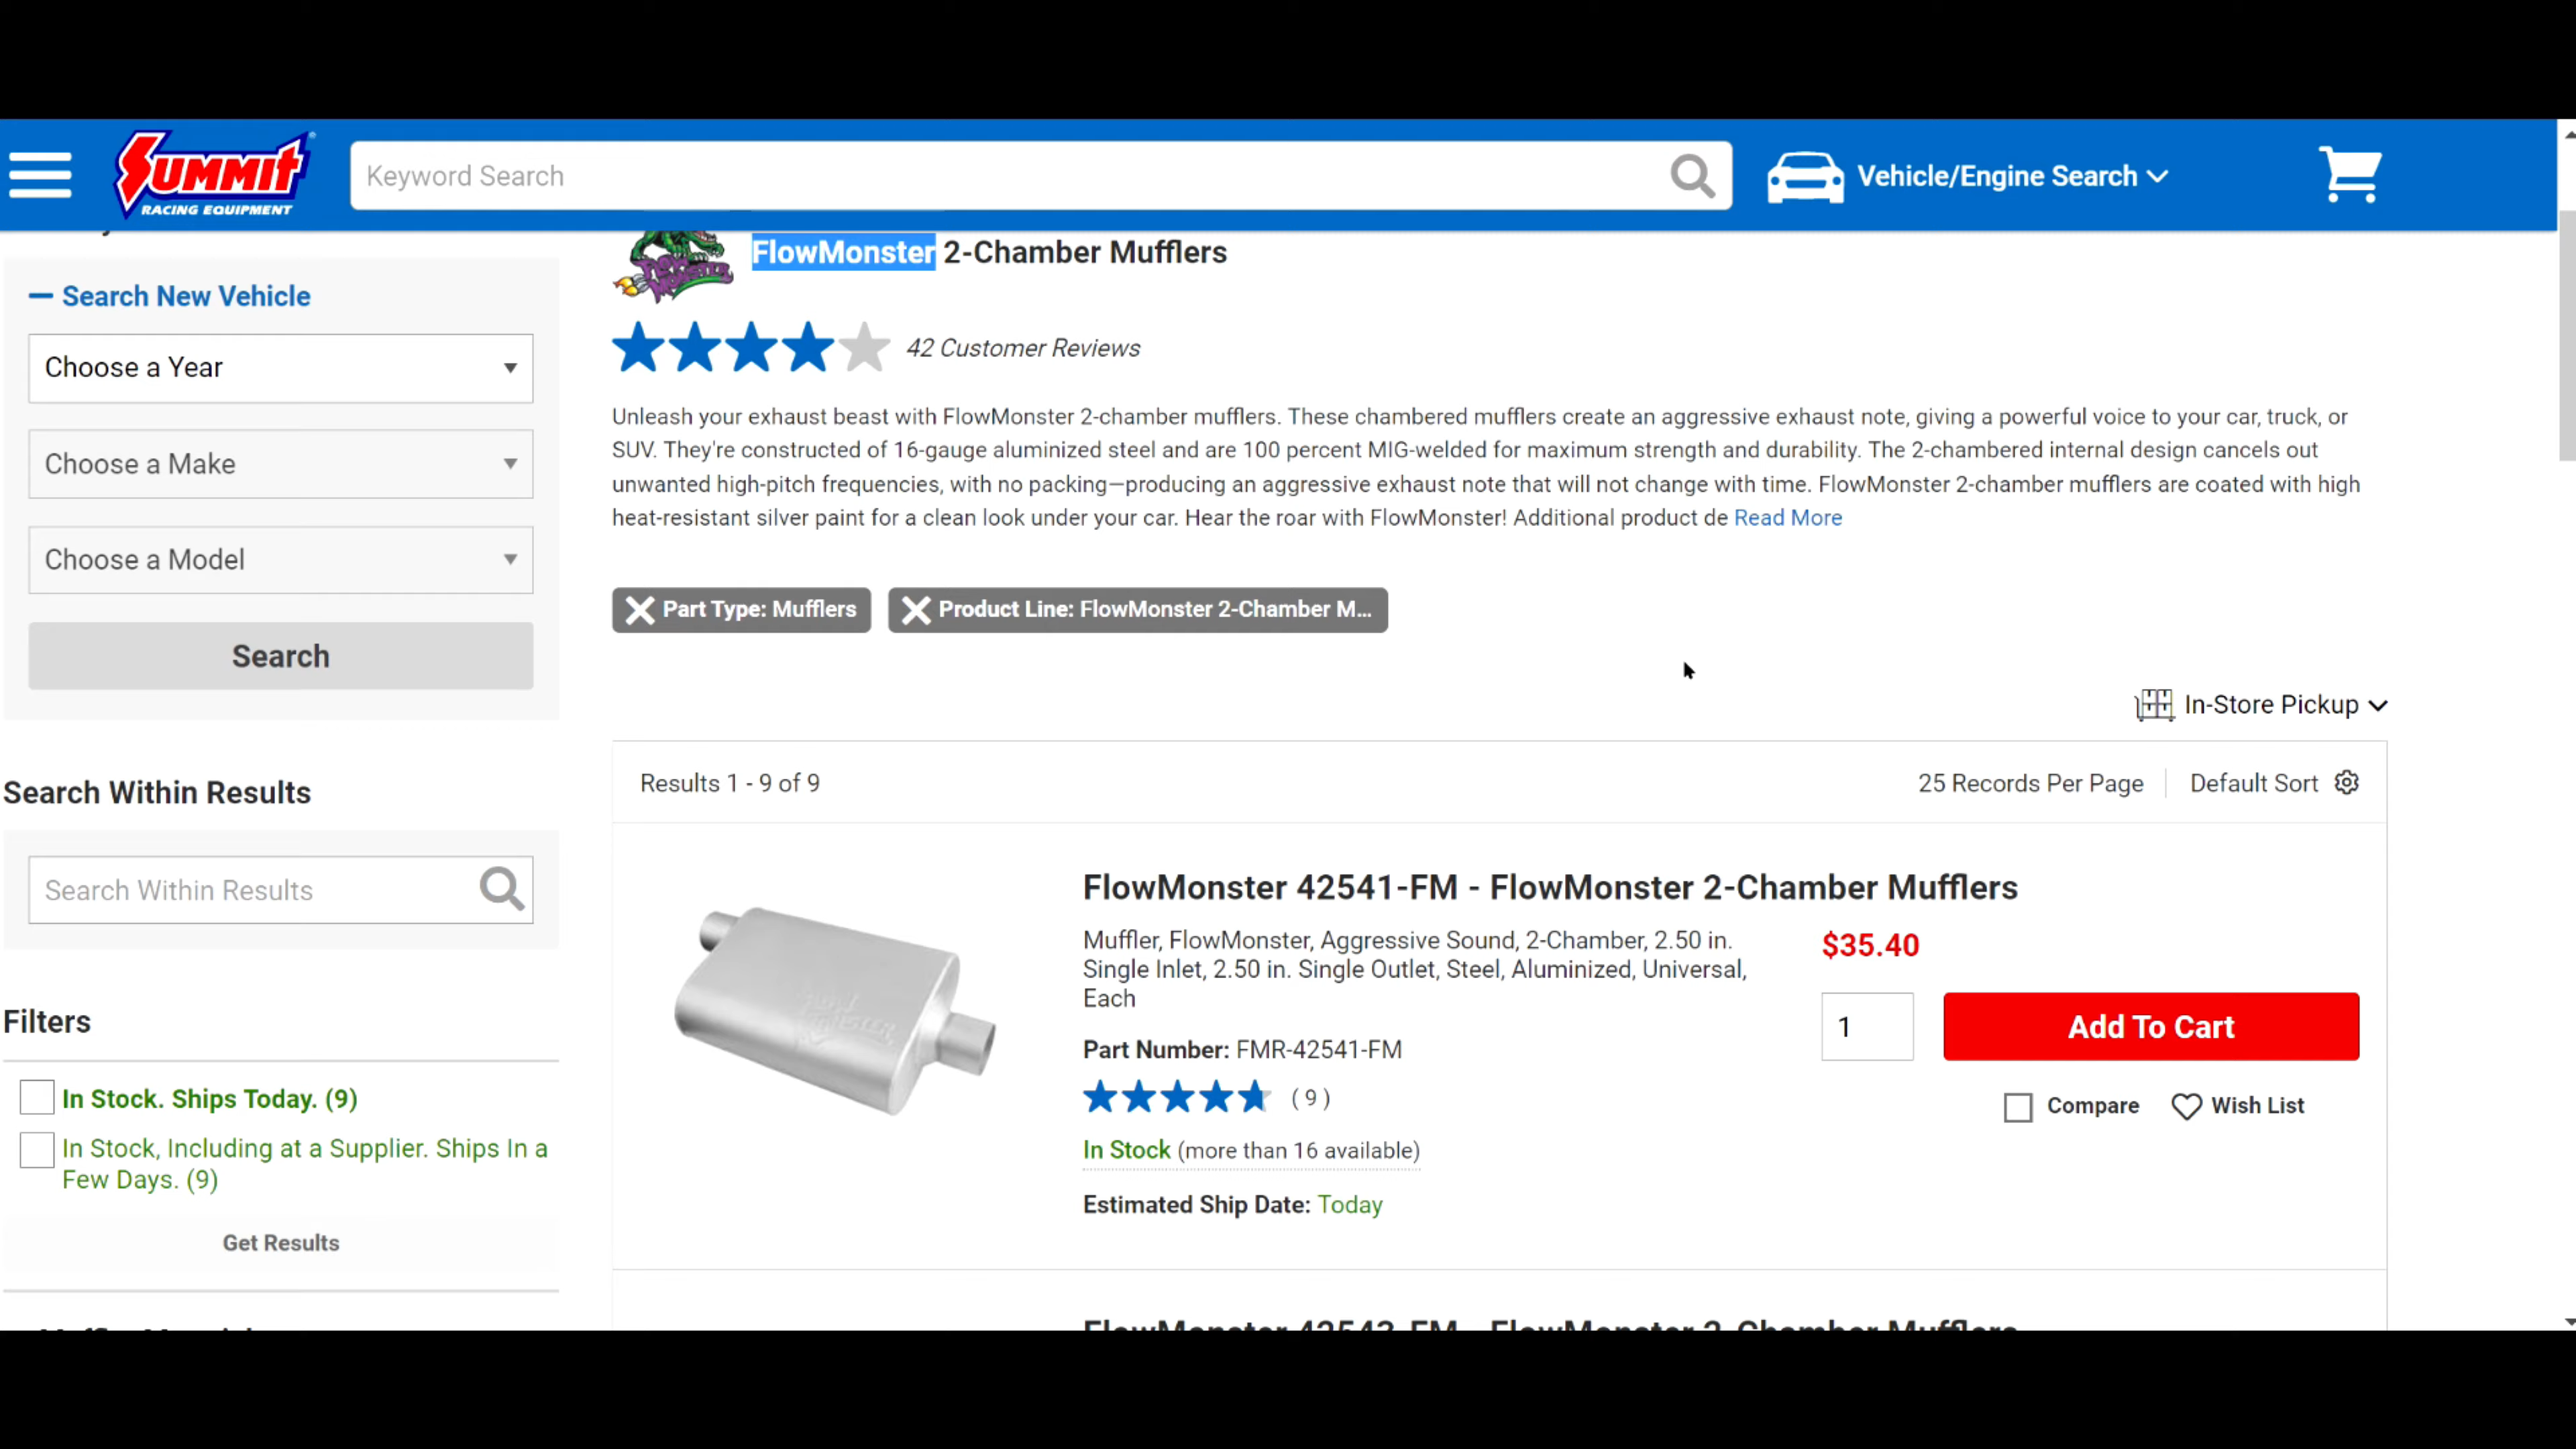 SUMMIT
RACING EQUIPMENT
®
Keyword Search
Vehicle/Engine Search
FLOW MONSTER
FlowMonster 2-Chamber Mufflers
42 Customer Reviews
Unleash your exhaust beast with FlowMonster 2-chamber mufflers. These chambered mufflers create an aggressive exhaust note, giving a powerful voice to your car, truck, or
SUV. They're constructed of 16-gauge aluminized steel and are 100 percent MIG-welded for maximum strength and durability. The 2-chambered internal design cancels out
unwanted high-pitch frequencies, with no packing—producing an aggressive exhaust note that will not change with time. FlowMonster 2-chamber mufflers are coated with high
heat-resistant silver paint for a clean look under your car. Hear the roar with FlowMonster! Additional product de Read More
Part Type: Mufflers
Product Line: FlowMonster 2-Chamber M...
Search New Vehicle
Choose a Year
Choose a Make
Choose a Model
Search
Search Within Results
Search Within Results
Filters
In Stock. Ships Today. (9)
In Stock, Including at a Supplier. Ships In a
Few Days. (9)
Get Results
In-Store Pickup
Results 1 - 9 of 9
25 Records Per Page
Default Sort
FlowMonster 42541-FM - FlowMonster 2-Chamber Mufflers
Muffler, FlowMonster, Aggressive Sound, 2-Chamber, 2.50 in.
Single Inlet, 2.50 in. Single Outlet, Steel, Aluminized, Universal,
Each
Part Number: FMR-42541-FM
(9)
In Stock (more than 16 available)
Estimated Ship Date: Today
$35.40
1
Add To Cart
Compare
Wish List
FlowMonster 42543-FM - FlowMonster 2-Chamber Mufflers